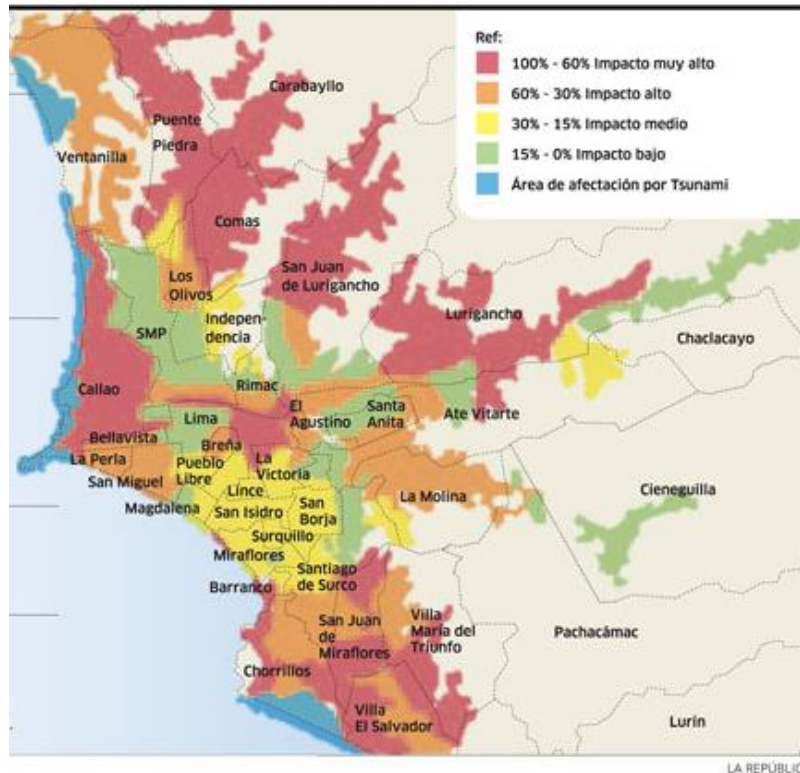 Ref:
100% - 60% Impacto muy alto
60% - 30% Impacto alto
30% - 15% Impacto medio
15% - 0% Impacto bajo
Área de afectación por Tsunami
Carabayllo
Puente
Piedra
Ventanilla
Comas
San Juan
de Lurigancho
Los
Olivos
Lurigancho
Indepen-
dencia
SMP
Chaclacayo
Rimac
Callao
El
Agustino
Santa
Anita
Ate Vitarte
Lima
Bellavista
Breña
La Perla
Pueblo
Libre
La
Victoria
San Miguel
Lince
La Molina
Cieneguilla
Magdalena
San Isidro
San
Borja
Surquillo
Miraflores
Santiago
de Surco
Barranco
San Juan
de
Miraflores
Villa
María del
Triunfo
Pachacámac
Chorrillos
Villa
El Salvador
Lurín
LA REPÚBLIC